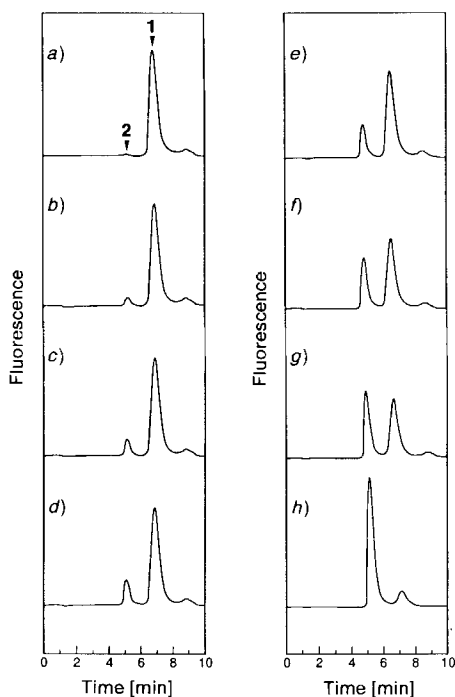 1
a)
2
b)
c)
d)
Fluorescence
0 2 4 6 8 10
Time [min]
e)
f)
g)
h)
Fluorescence
0 2 4 6 8 10
Time [min]